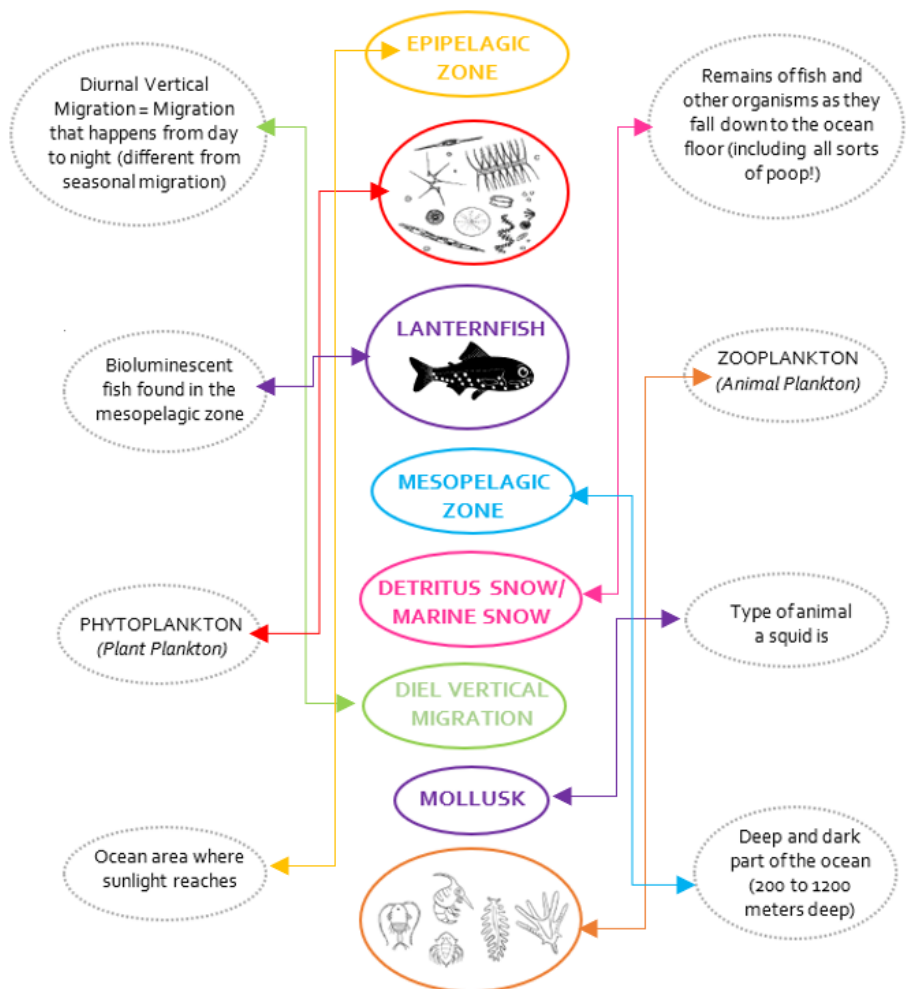 EPIPELAGIC
ZONE
Diurnal Vertical
Migration = Migration
that happens from day
to night (different from
seasonal migration)
Remains of fish and
other organisms as they
fall down to the ocean
floor (including all sorts
of poop!)
LANTERNFISH
Bioluminescent
fish found in the
mesopelagic zone
ZOOPLANKTON
(Animal Plankton)
MESOPELAGIC
ZONE
DETRITUS SNOW/
MARINE SNOW
PHYTOPLANKTON
(Plant Plankton)
Type of animal
a squid is
DIEL VERTICAL
MIGRATION
MOLLUSK
Ocean area where
sunlight reaches
Deep and dark
part of the ocean
(200 to 1200
meters deep)